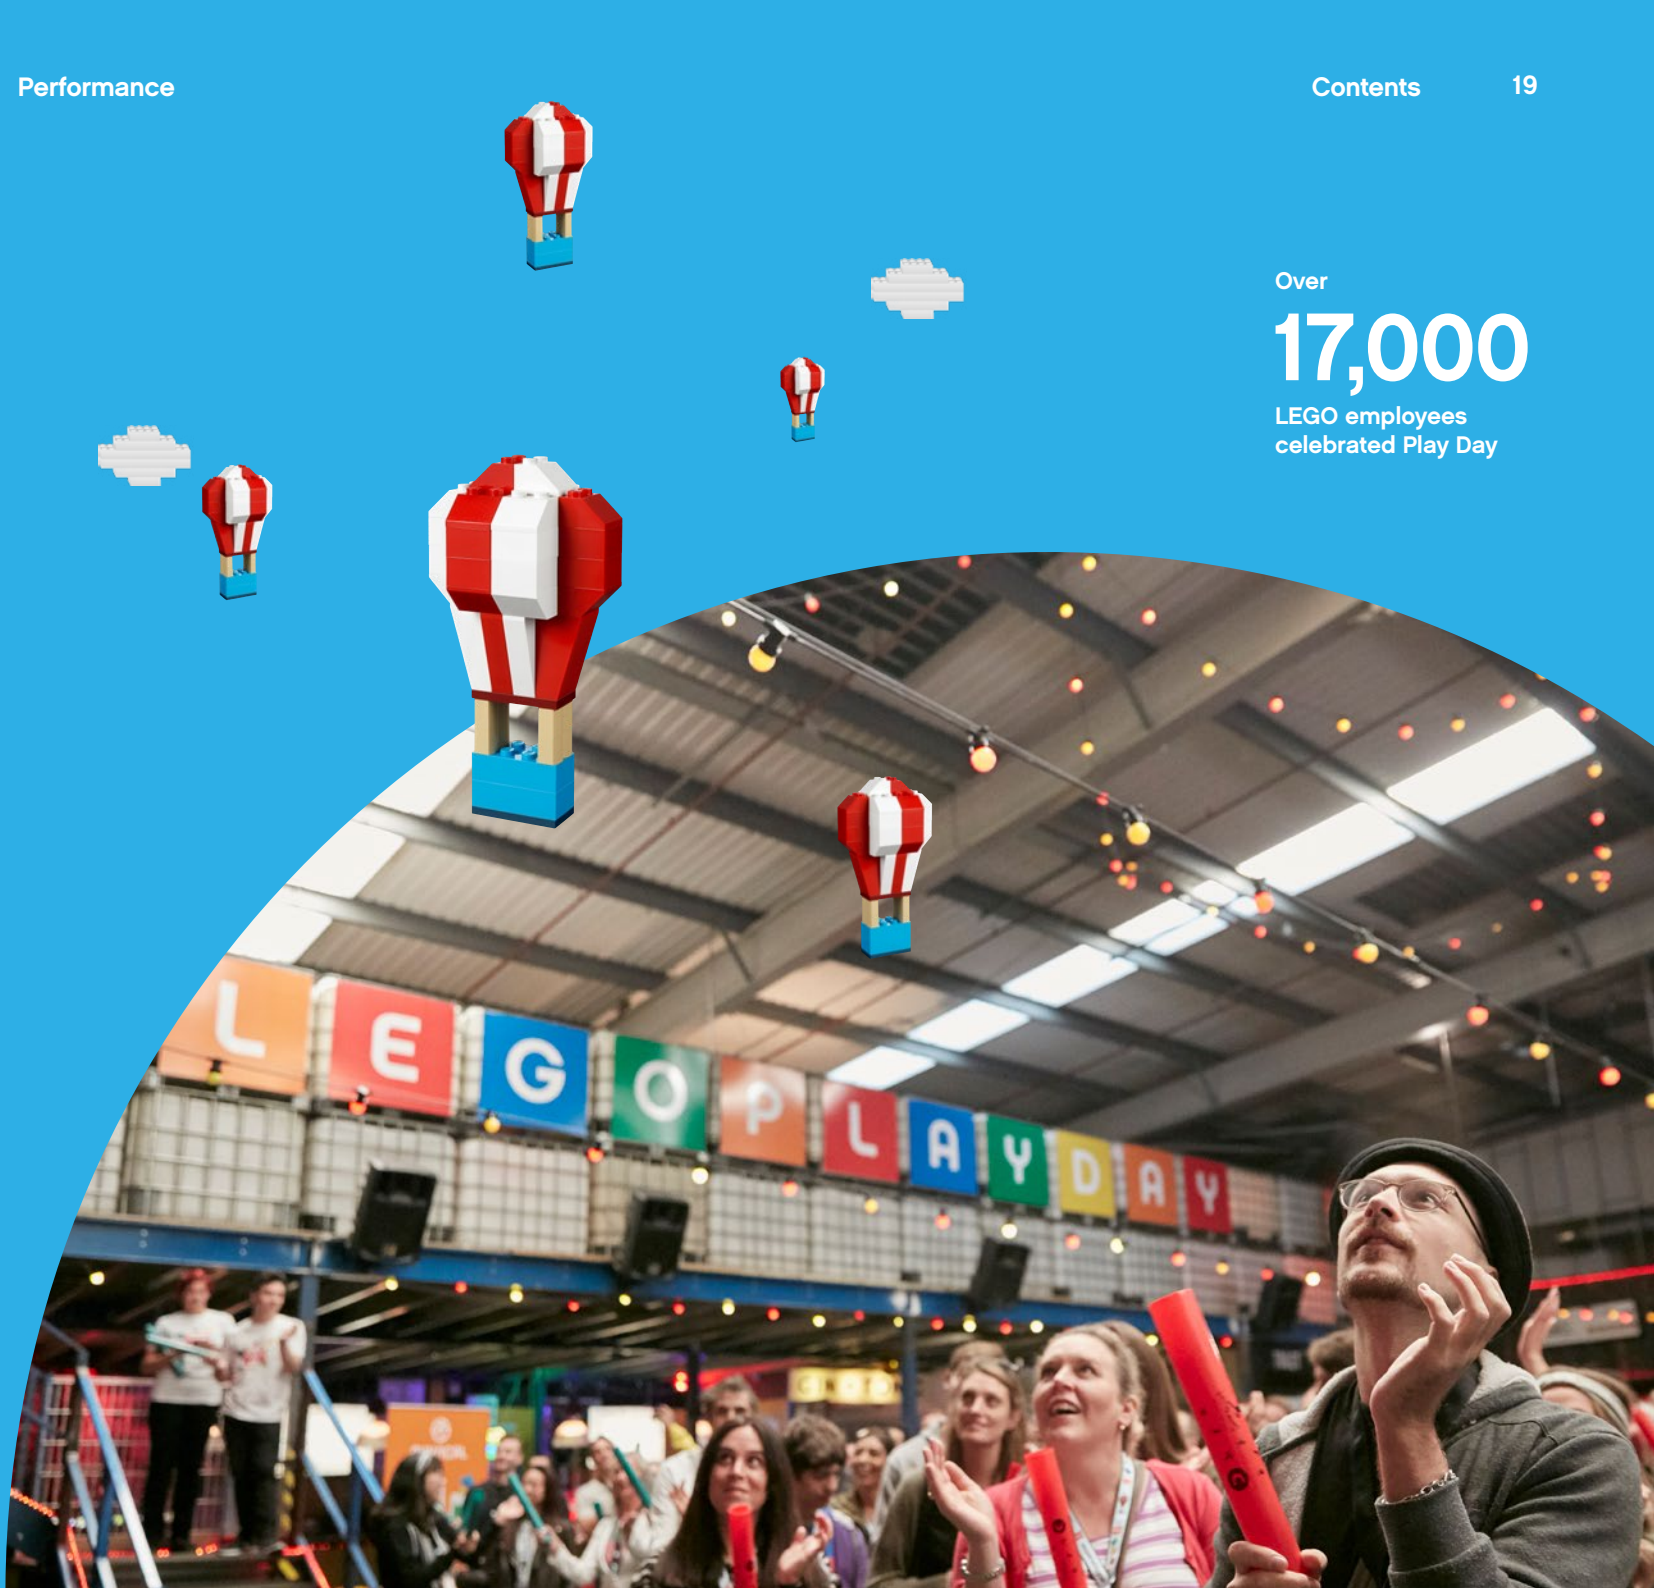 Performance
Contents
19
Over
17,000
LEGO employees
celebrated Play Day
LEGO PLAY DAY